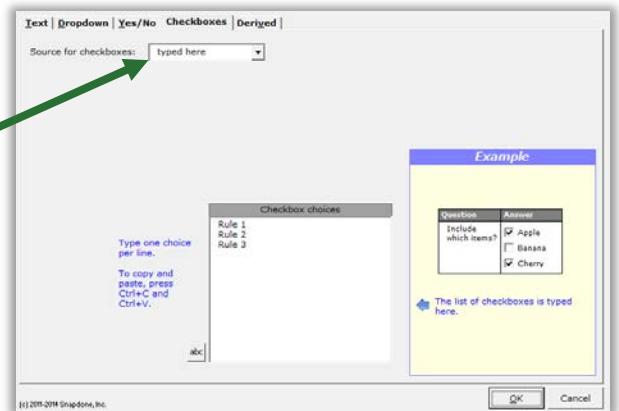 Text | Dropdown | Yes/No Checkboxes | Derived |
Source for checkboxes: typed here
Example
Checkbox choices
Rule 1
Rule 2
Rule 3
Type one choice
per line.
To copy and
paste, press
Ctrl+C and
Ctrl+V.
abc
Question Answer
Include
which items?
Apple
Banana
Cherry
The list of checkboxes is typed
here.
(c) 2011-2014 Snapdone, Inc.
OK Cancel